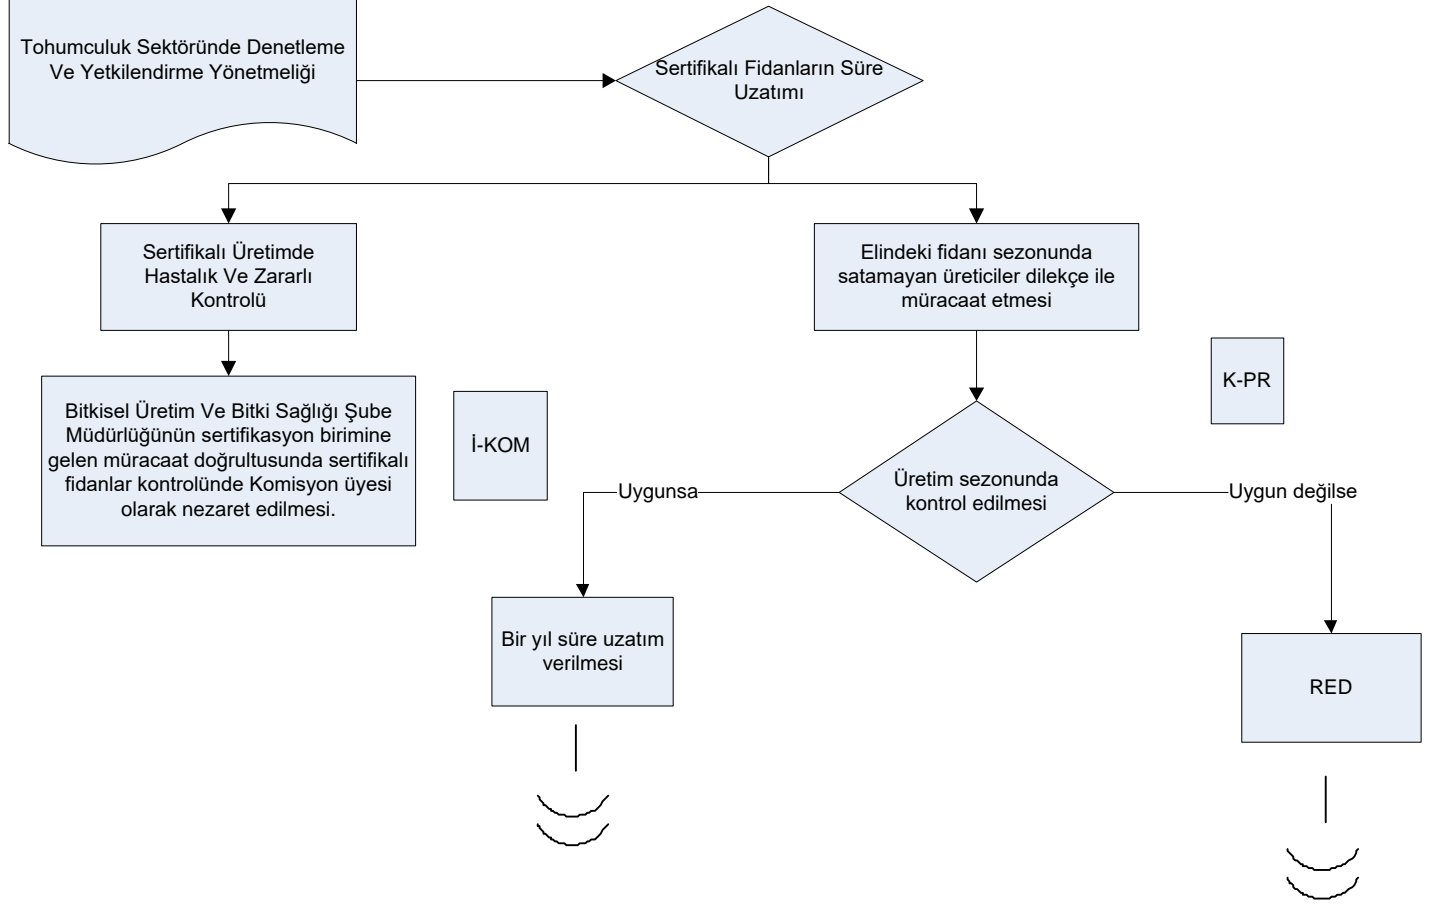 Tohumculuk Sektöründe Denetleme
Ve Yetkilendirme Yönetmeliği
Sertifikalı Fidanların Süre
Uzatımı
Sertifikalı Üretimde
Hastalık Ve Zararlı
Kontrolü
Elindeki fidanı sezonunda
satamayan üreticiler dilekçe ile
müracaat etmesi
Bitkisel Üretim Ve Bitki Sağlığı Şube
Müdürlüğünün sertifikasyon birimine
gelen müracaat doğrultusunda sertifikalı
fidanlar kontrolünde Komisyon üyesi
olarak nezaret edilmesi.
İ-KOM
K-PR
Üretim sezonunda
kontrol edilmesi
Uygunsa
Uygun değilse
Bir yıl süre uzatım
verilmesi
RED